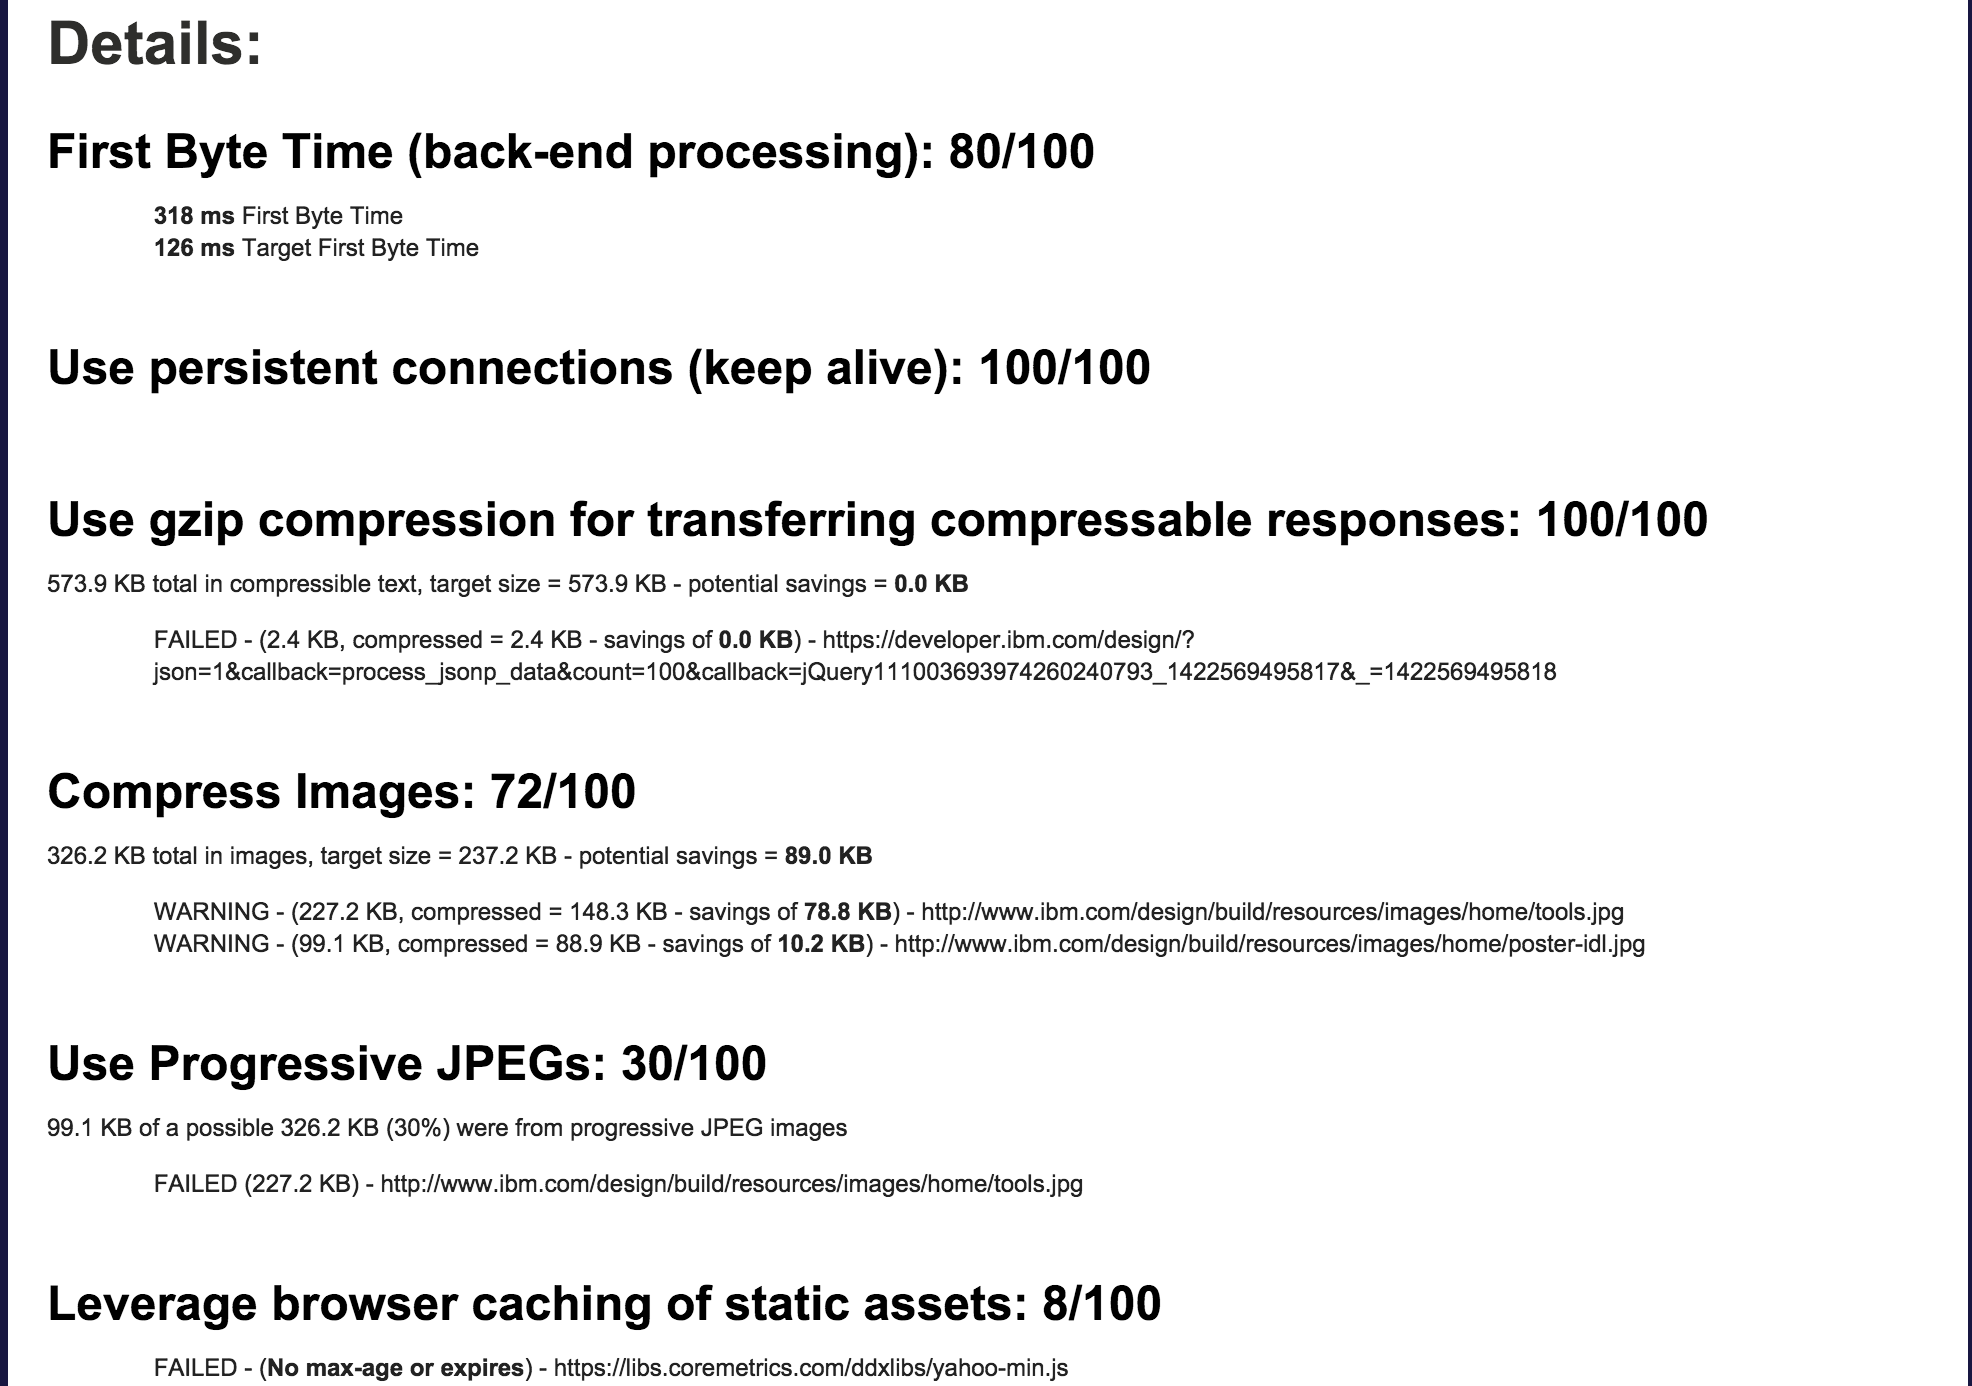 Details:
First Byte Time (back-end processing): 80/100
318 ms First Byte Time
126 ms Target First Byte Time
Use persistent connections (keep alive): 100/100
Use gzip compression for transferring compressable responses: 100/100
573.9 KB total in compressible text, target size = 573.9 KB - potential savings = 0.0 KB
FAILED - (2.4 KB, compressed = 2.4 KB - savings of 0.0 KB) - https://developer.ibm.com/design/?
json=1&callback=process_jsonp_data&count=100&callback=jQuery111003693974260240793_1422569495817&_=1422569495818
Compress Images: 72/100
326.2 KB total in images, target size = 237.2 KB - potential savings = 89.0 KB
WARNING - (227.2 KB, compressed = 148.3 KB - savings of 78.8 KB) - http://www.ibm.com/design/build/resources/images/home/tools.jpg
WARNING - (99.1 KB, compressed = 88.9 KB - savings of 10.2 KB) - http://www.ibm.com/design/build/resources/images/home/poster-idl.jpg
Use Progressive JPEGs: 30/100
99.1 KB of a possible 326.2 KB (30%) were from progressive JPEG images
FAILED (227.2 KB) - http://www.ibm.com/design/build/resources/images/home/tools.jpg
Leverage browser caching of static assets: 8/100
FAILED - (No max-age or expires) - https://libs.coremetrics.com/ddxlibs/yahoo-min.js